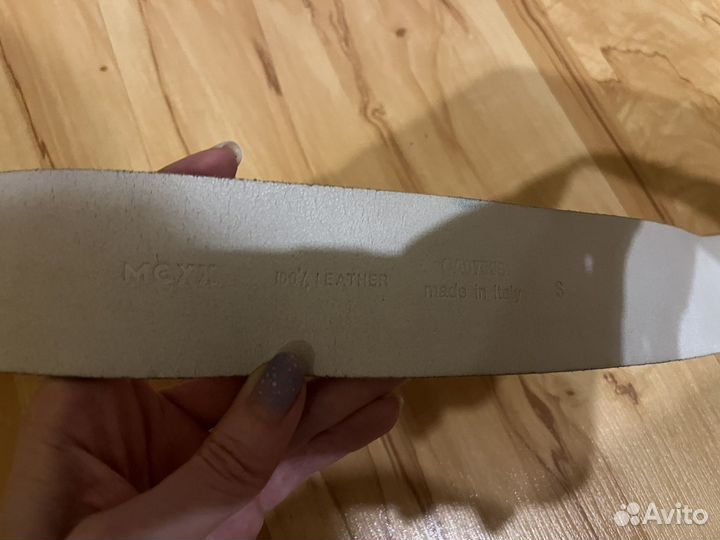 mexx 100% LEATHER
made in italy S
Avito